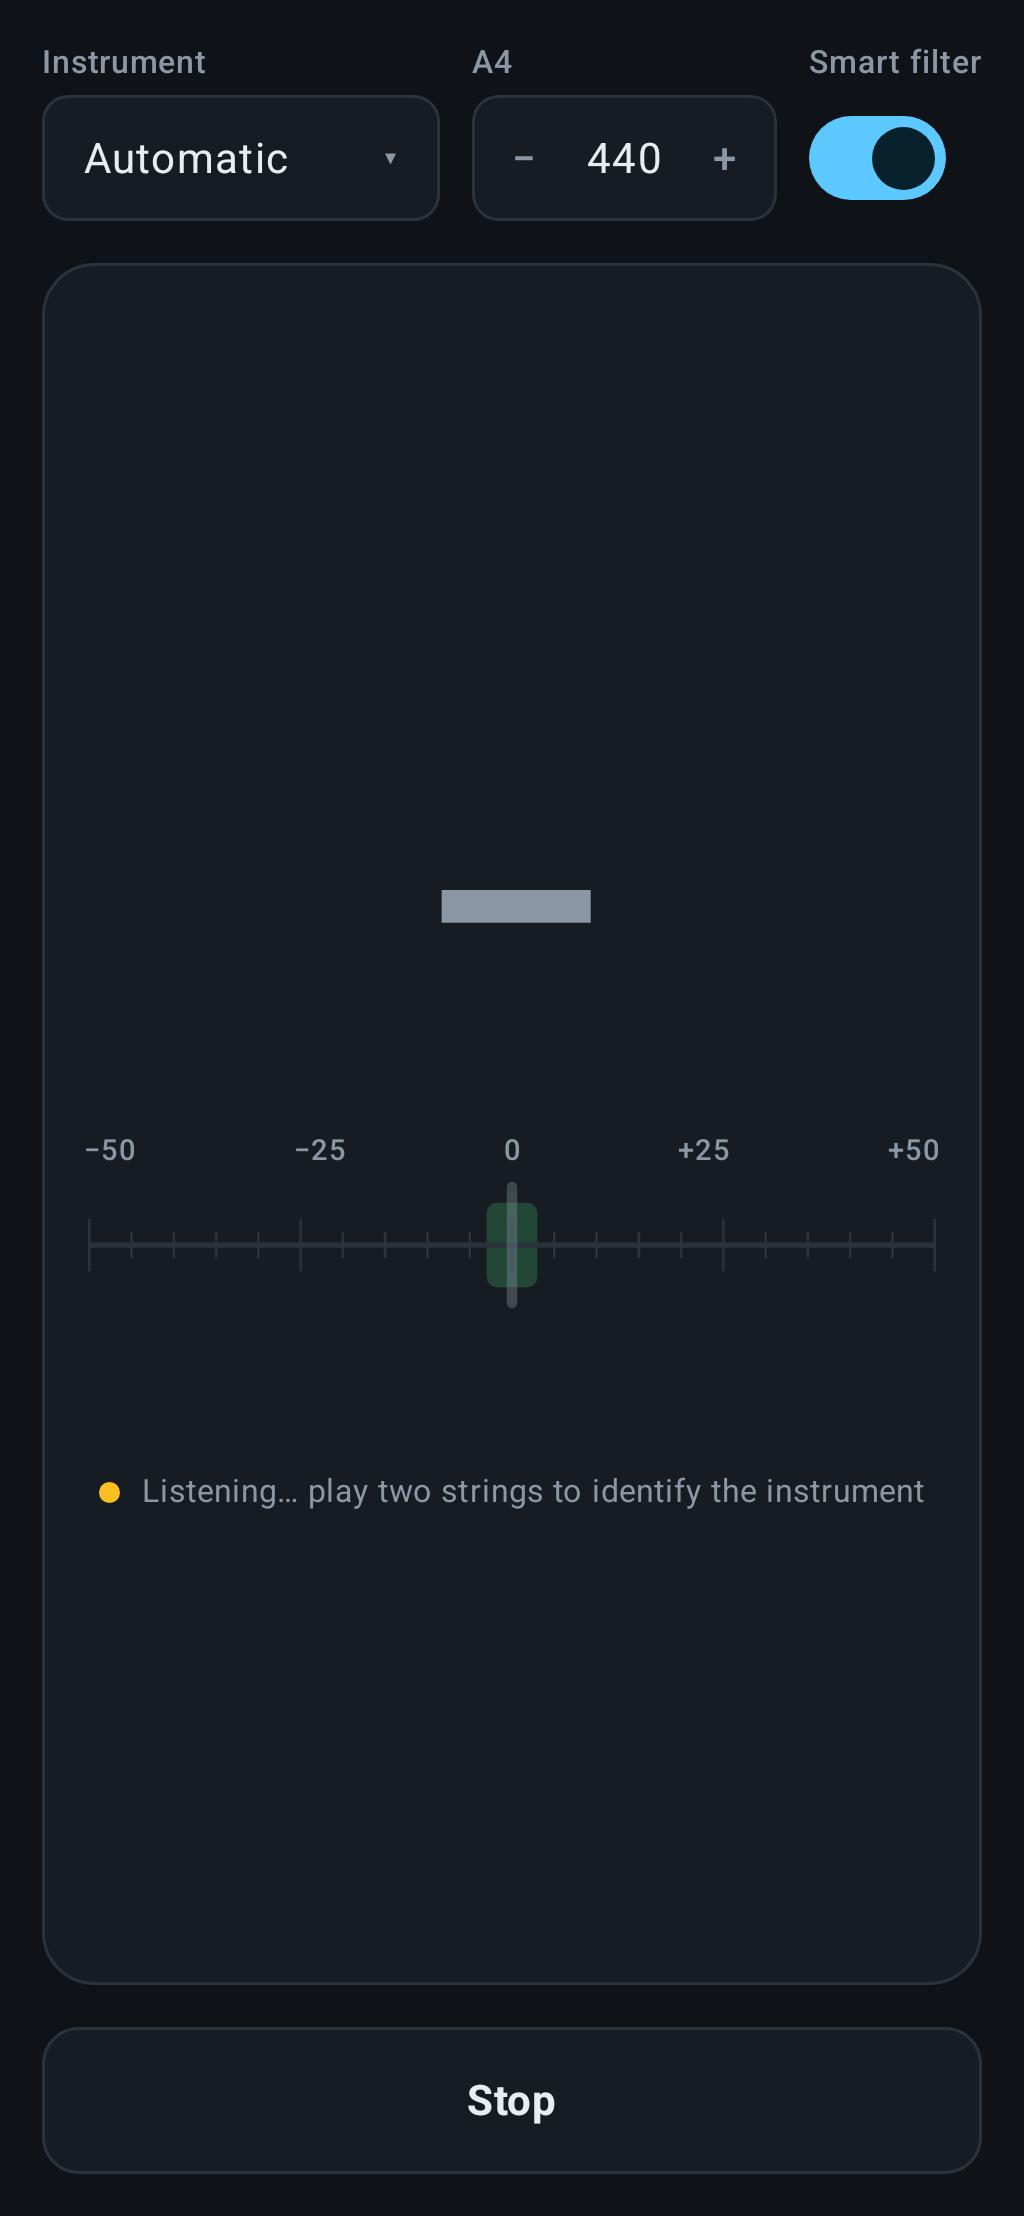 Instrument
A4
Smart filter
Automatic ▾
− 440 +
—
−50 −25 0 +25 +50
Listening… play two strings to identify the instrument
Stop